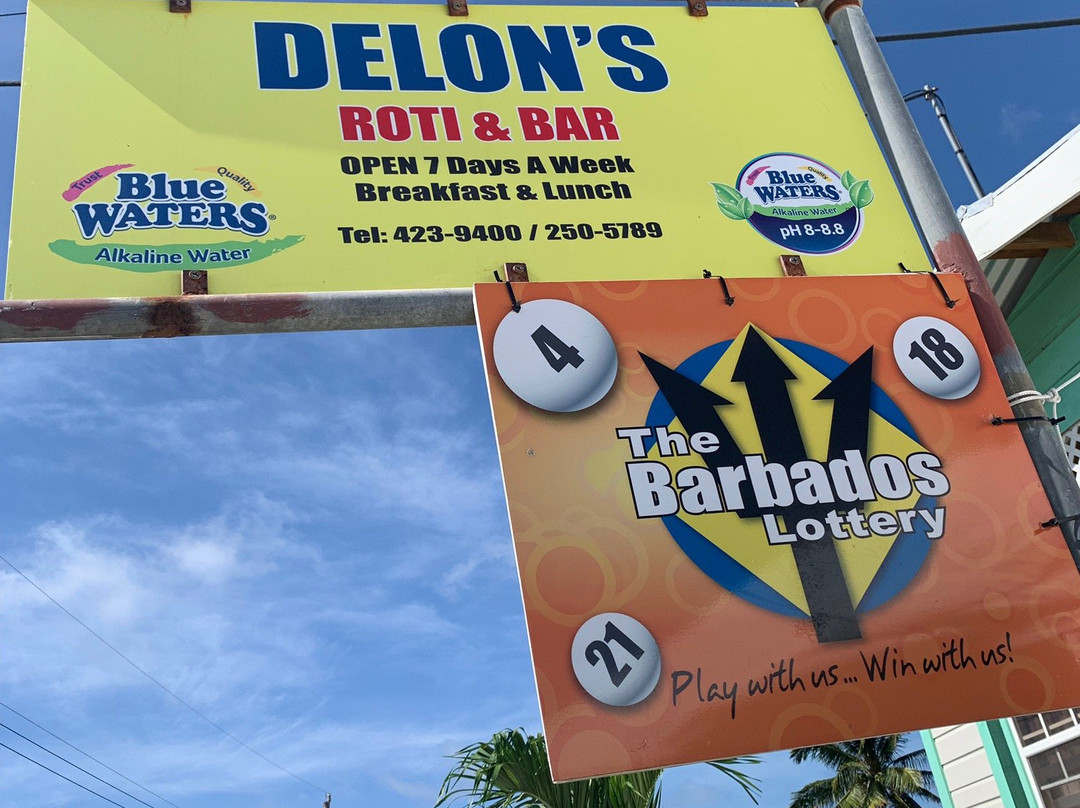 DELON'S
ROTI & BAR
OPEN 7 Days A Week
Breakfast & Lunch
Tel: 423-9400 / 250-5789
Trust Quality
Blue
WATERS®
Alkaline Water
Quality
Blue
WATERS
Alkaline Water
pH 8-8.8
4
18
The
Barbados
Lottery
21
Play with us... Win with us!